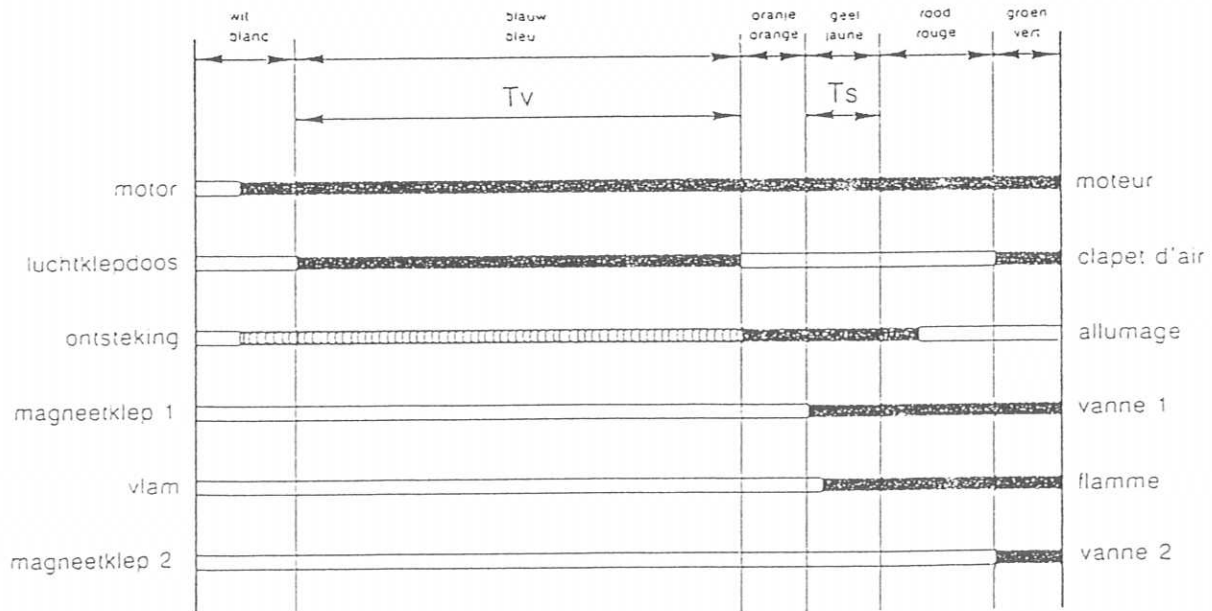 wit
blanc
blauw
bleu
oranje
orange
geel
jaune
rood
rouge
groen
vert
Tv
Ts
motor
moteur
luchtklepdoos
clapet d'air
ontsteking
allumage
magneetklep 1
vanne 1
vlam
flamme
magneetklep 2
vanne 2